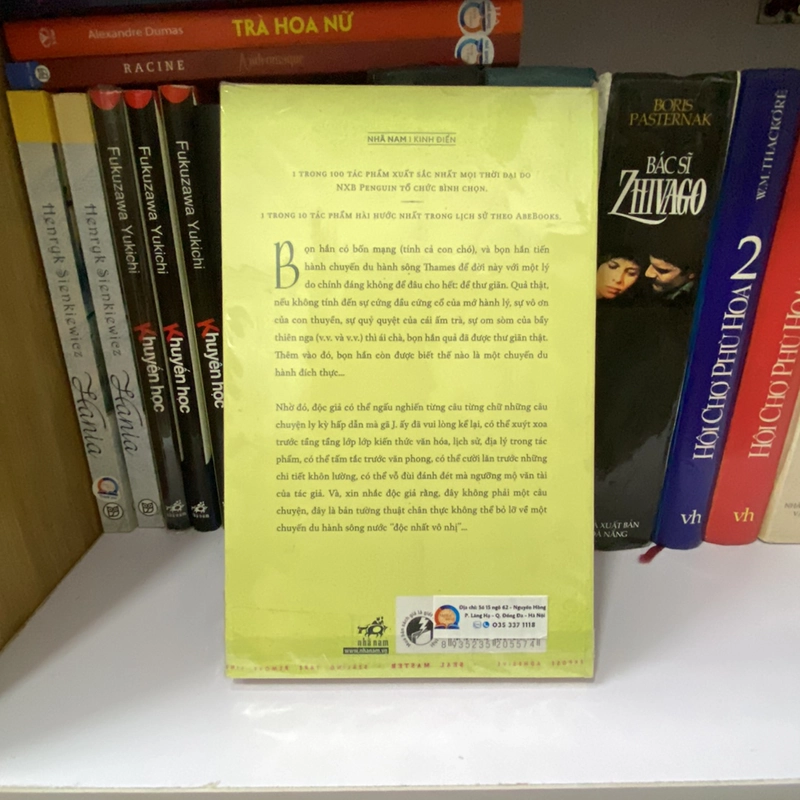 Alexandre Dumas TRÀ HOA NỮ
RACINE
Henryk Sienkiewicz Hania
Henryk Sienkiewicz Hania
Fukuzawa Yukichi Khuyến học
Fukuzawa Yukichi Khuyến học
Fukuzawa Yukichi Khuyến học
NHÃ NAM | KINH ĐIỂN
1 TRONG 100 TÁC PHẨM XUẤT SẮC NHẤT MỌI THỜI ĐẠI DO
NXB PENGUIN TỔ CHỨC BÌNH CHỌN.
1 TRONG 10 TÁC PHẨM HÀI HƯỚC NHẤT TRONG LỊCH SỬ THEO ABEBOOKS.
Bọn hắn có bốn mạng (tính cả con chó), và bọn hắn tiến
hành chuyến du hành sông Thames để đời này với một lý
do chính đáng không để đâu cho hết: để thư giãn. Quả thật,
nếu không tính đến sự cứng đầu cứng cổ của mớ hành lý, sự vô ơn
của con thuyền, sự quỷ quyệt của cái ấm trà, sự om sòm của bầy
thiên nga (v.v. và v.v.) thì ái chà, bọn hắn quả đã được thư giãn thật.
Thêm vào đó, bọn hắn còn được biết thế nào là một chuyến du
hành đích thực...
Nhờ đó, độc giả có thể ngấu nghiến từng câu từng chữ những câu
chuyện ly kỳ hấp dẫn mà gã J. ấy đã vui lòng kể lại, có thể xuýt xoa
trước tầng tầng lớp lớp kiến thức văn hóa, lịch sử, địa lý trong tác
phẩm, có thể tấm tắc trước văn phong, có thể cười lăn trước những
chi tiết khôn lường, có thể vỗ đùi đánh đét mà ngưỡng mộ văn tài
của tác giả. Và, xin nhắc độc giả rằng, đây không phải một câu
chuyện, đây là bản tường thuật chân thực không thể bỏ lỡ về một
chuyến du hành sông nước "độc nhất vô nhị"...
nhã nam
www.nhanam.vn
Địa chỉ: Số 15 ngõ 62 - Nguyên Hồng
P. Láng Hạ - Q. Đống Đa - Hà Nội
035 337 1118
8935235205574
BORIS
PASTERNAK
BÁC SĨ
ZHIVAGO
W.M. THACKƠRÊ
HỘI CHỢ PHÙ HOA 2
vh
HỘI CHỢ PHÙ HOA
vh